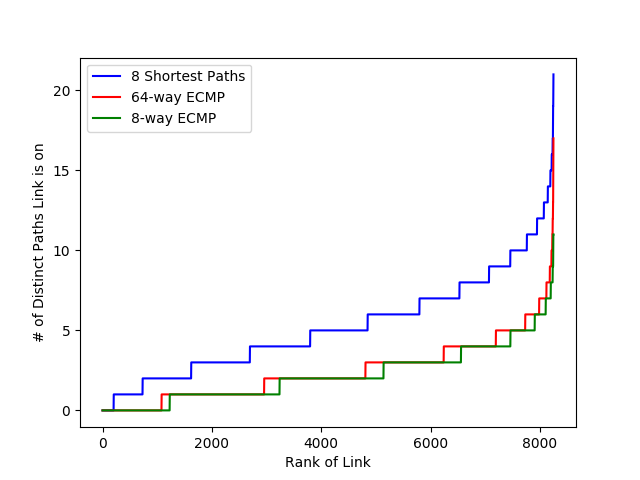 8 Shortest Paths
64-way ECMP
8-way ECMP
# of Distinct Paths Link is on
20
15
10
5
0
0 2000 4000 6000 8000
Rank of Link